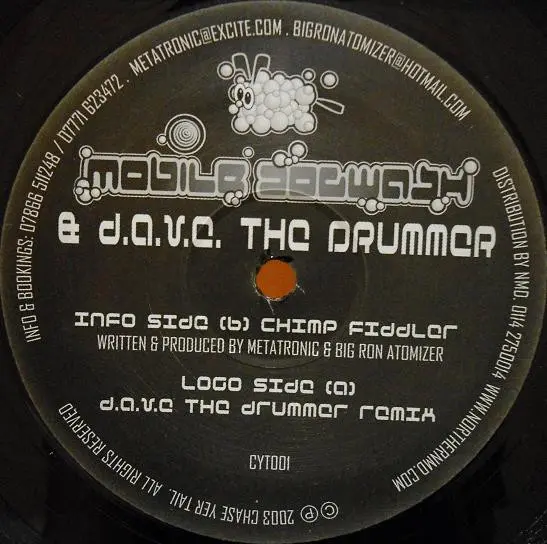 INFO & BOOKINGS: 07866 511248 / 07771 623472 . METATRONIC@EXCITE.COM . BIGRONATOMIZER@HOTMAIL.COM
MOBILE DOGWASH
& D.A.V.E. THE DRUMMER
INFO SIDE (B) CHIMP FIDDLER
WRITTEN & PRODUCED BY METATRONIC & BIG RON ATOMIZER
LOGO SIDE (A)
D.A.V.E THE DRUMMER REMIX
CYT001
DISTRIBUTION BY NMD. 0114 2750014 WWW.NORTHERNMD.COM
© ℗ 2003 CHASE YER TAIL. ALL RIGHTS RESERVED